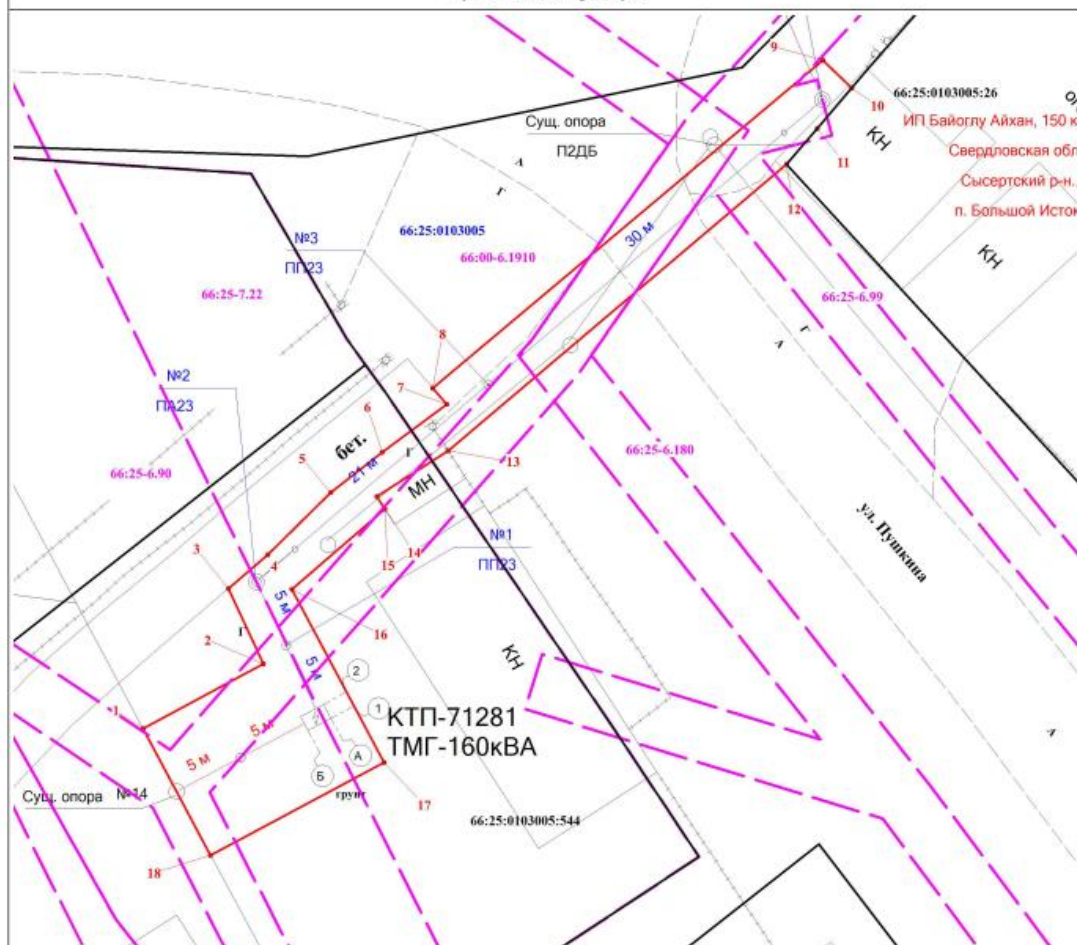 9
66:25:0103005:26
10
КН
ИП Байоглу Айхан, 150 к
Сущ. опора
П2ДБ
11
Свердловская обл
Сысертский р-н.
12
п. Большой Исток
А
Г
№3
ПП23
66:25:0103005
66:00-6.1910
30 м
КН
66:25-7.22
66:25-6.99
Г
А
8
№2
ПА23
7
6
бет.
Г
5
21 м
13
66:25-6.90
66:25-6.180
МН
ул. Пушкина
№1
ПП23
3
4
15
14
5 м
16
Г
2
5 м
КН
2
1
1
КТП-71281
ТМГ-160кВА
5 м
5 м
А
Б
А
Сущ. опора №14
грунт
17
66:25:0103005:544
18